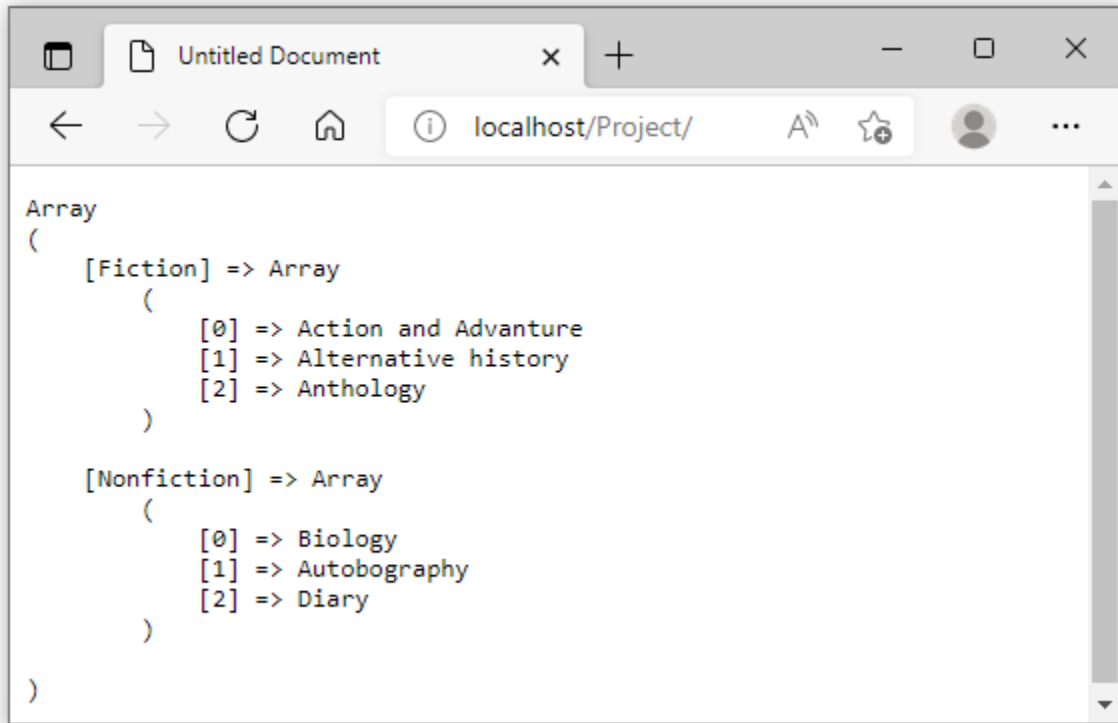 Untitled Document
localhost/Project/
Array
(
    [Fiction] => Array
        (
            [0] => Action and Advanture
            [1] => Alternative history
            [2] => Anthology
        )

    [Nonfiction] => Array
        (
            [0] => Biology
            [1] => Autobography
            [2] => Diary
        )

)